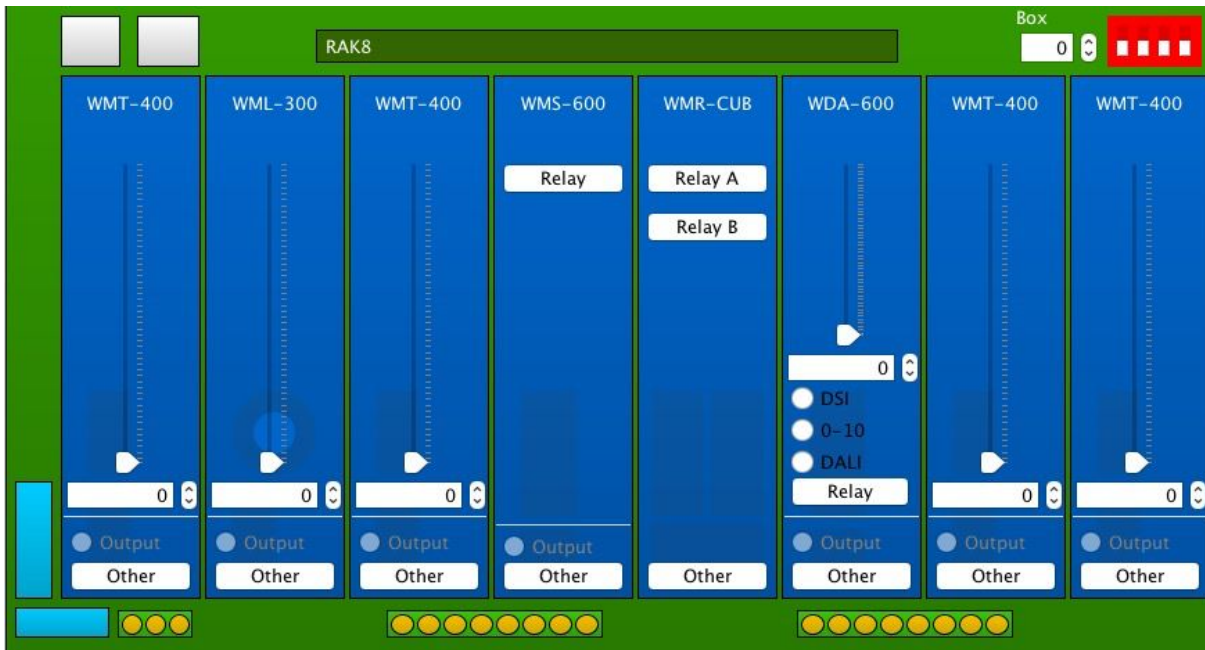 Box
RAK8
0
WMT-400 WML-300 WMT-400 WMS-600 WMR-CUB WDA-600 WMT-400 WMT-400
Relay Relay A
Relay B
0
DSI
0-10
DALI
Relay
0 0 0 0 0
Output Output Output Output Output Output Output
Other Other Other Other Other Other Other Other